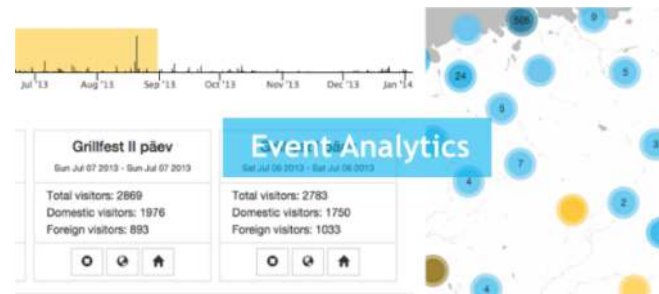 Jul '13 Aug '13 Sep '13 Oct '13 Nov '13 Dec '13 Jan '14
Event Analytics
Grillfest II päev
Sun Jul 07 2013 - Sun Jul 07 2013
Total visitors: 2869
Domestic visitors: 1976
Foreign visitors: 893
Sat Jul 06 2013 - Sat Jul 06 2013
Total visitors: 2783
Domestic visitors: 1750
Foreign visitors: 1033
9
24
5
6
7
4
2
4